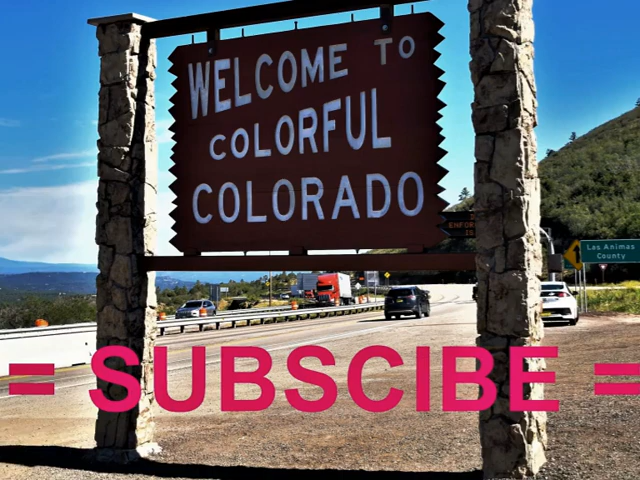 WELCOME TO
COLORFUL
COLORADO
Las Animas
County
= SUBSCIBE =